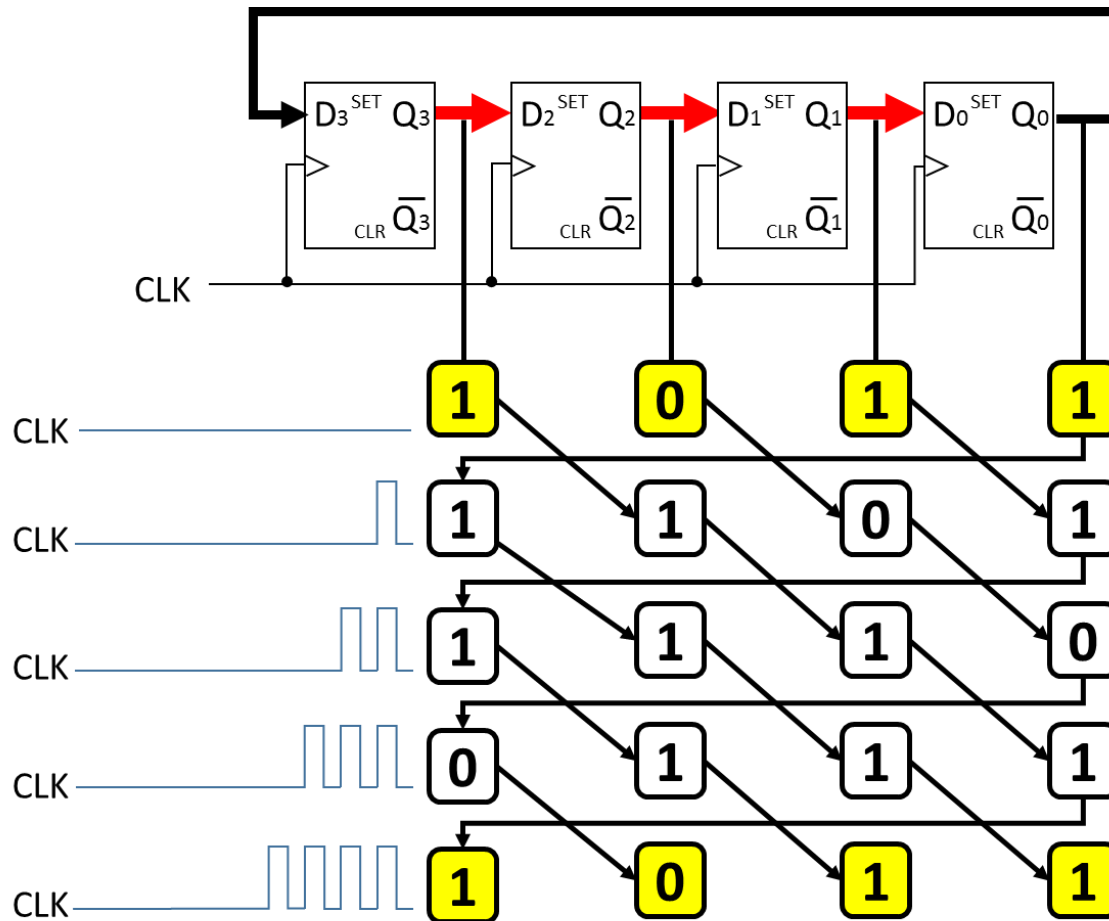 SET SET SET SET
D3 Q3 D2 Q2 D1 Q1 D0 Q0
Q̅3 Q̅2 Q̅1 Q̅0
CLR CLR CLR CLR
CLK
1 0 1 1
CLK
1 1 0 1
CLK
1 1 1 0
CLK
0 1 1 1
CLK
1 0 1 1
CLK